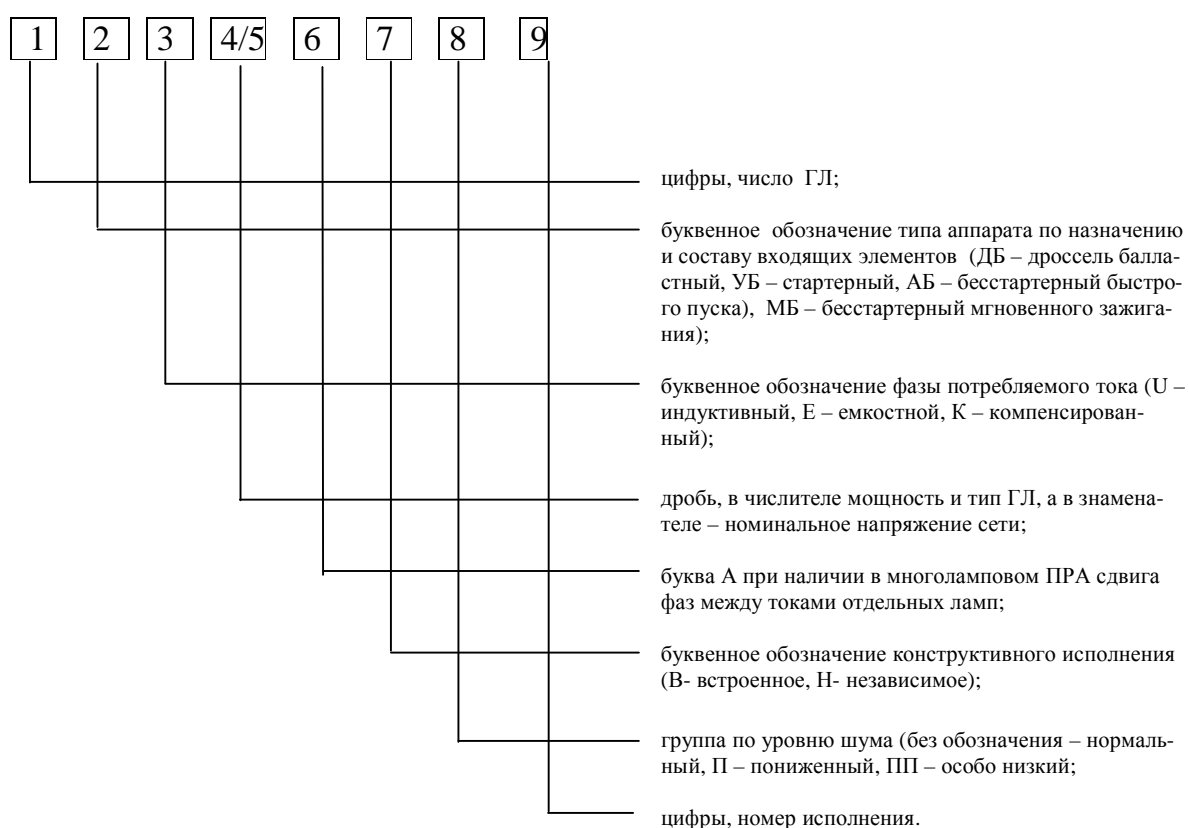 1 2 3 4/5 6 7 8 9
цифры, число ГЛ;
буквенное обозначение типа аппарата по назначению
и составу входящих элементов (ДБ – дроссель балла-
стный, УБ – стартерный, АБ – бесстартерный быстро-
го пуска), МБ – бесстартерный мгновенного зажига-
ния);
буквенное обозначение фазы потребляемого тока (U –
индуктивный, Е – емкостной, К – компенсирован-
ный);
дробь, в числителе мощность и тип ГЛ, а в знамена-
теле – номинальное напряжение сети;
буква А при наличии в многоламповом ПРА сдвига
фаз между токами отдельных ламп;
буквенное обозначение конструктивного исполнения
(В- встроенное, Н- независимое);
группа по уровню шума (без обозначения – нормаль-
ный, П – пониженный, ПП – особо низкий;
цифры, номер исполнения.